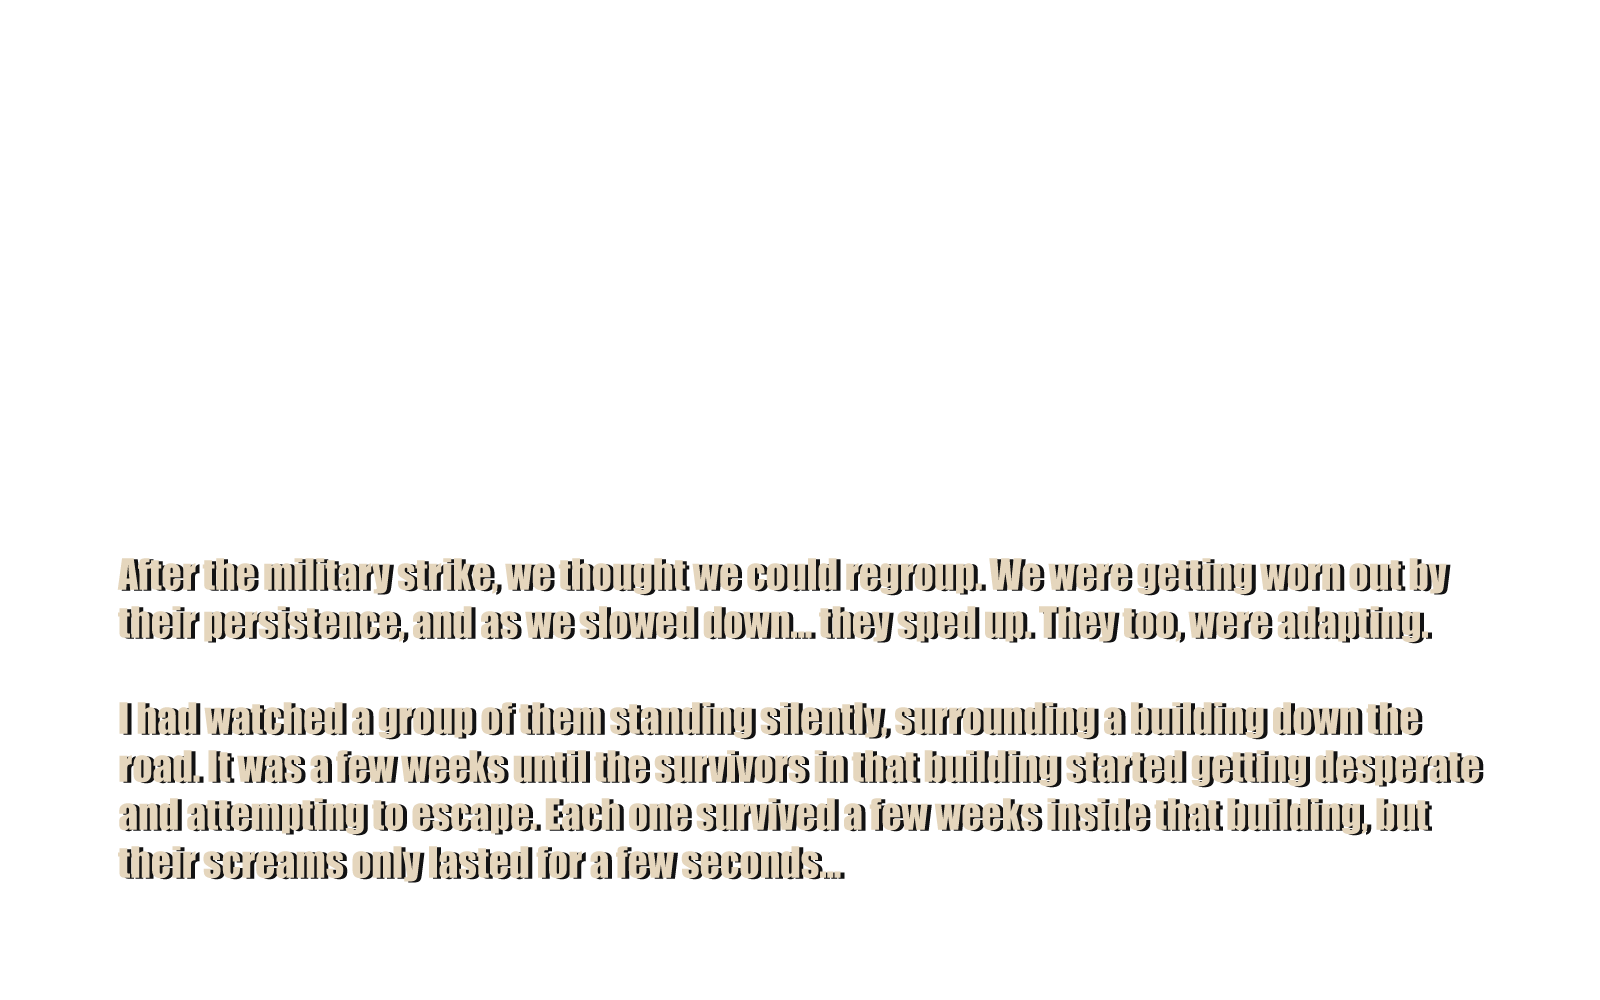 After the military strike, we thought we could regroup. We were getting worn out by
their persistence, and as we slowed down... they sped up. They too, were adapting.
I had watched a group of them standing silently, surrounding a building down the
road. It was a few weeks until the survivors in that building started getting desperate
and attempting to escape. Each one survived a few weeks inside that building, but
their screams only lasted for a few seconds...